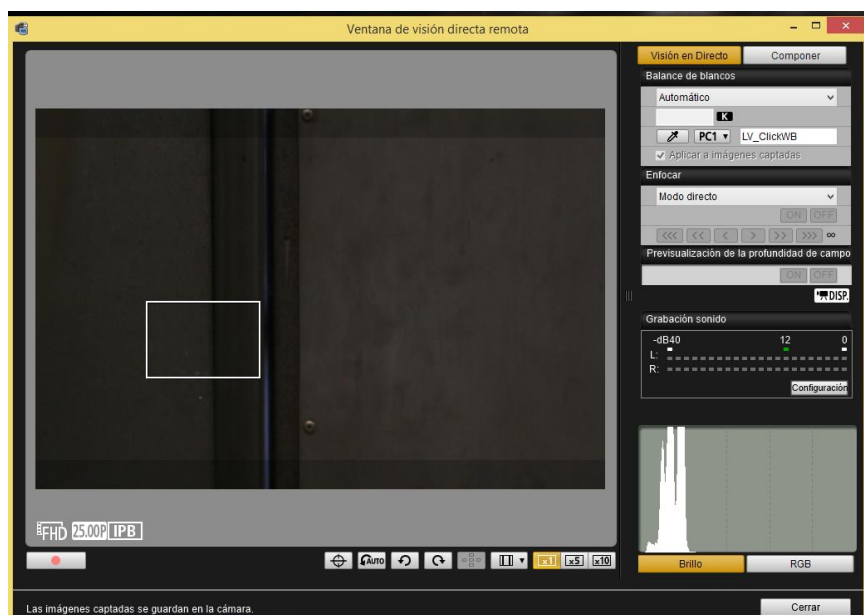 Ventana de visión directa remota
Visión en Directo Componer
Balance de blancos
Automático
K
PC1 LV_ClickWB
Aplicar a imágenes captadas
Enfocar
Modo directo
ON OFF
<<< << < > >> >>> ∞
Previsualización de la profundidad de campo
ON OFF
DISP.
Grabación sonido
-dB40 12 0
L:
R:
Configuración
FHD 25.00P IPB
AUTO x1 x5 x10
Brillo RGB
Las imágenes captadas se guardan en la cámara.
Cerrar